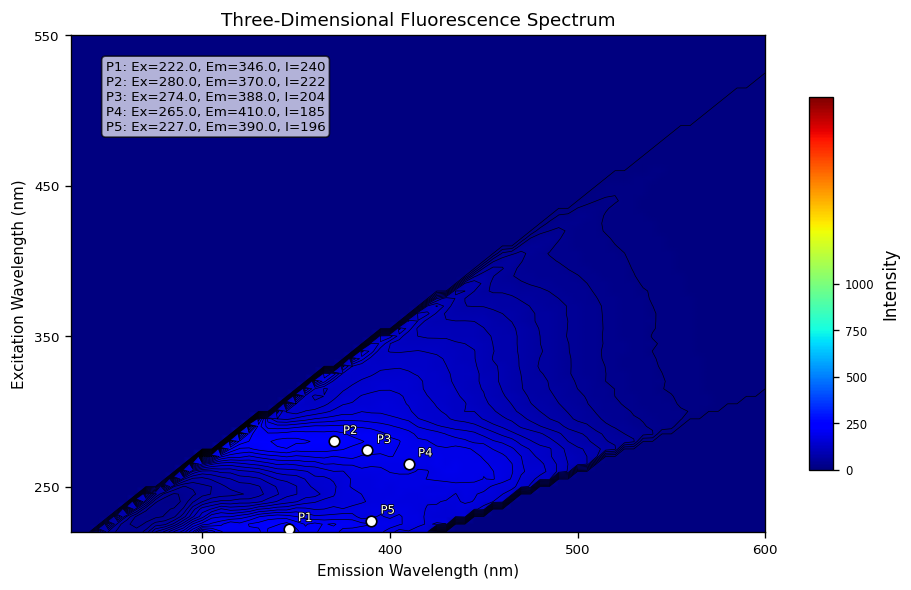 Three-Dimensional Fluorescence Spectrum
550
450
350
250
Excitation Wavelength (nm)
P1: Ex=222.0, Em=346.0, I=240
P2: Ex=280.0, Em=370.0, I=222
P3: Ex=274.0, Em=388.0, I=204
P4: Ex=265.0, Em=410.0, I=185
P5: Ex=227.0, Em=390.0, I=196
P2
P3
P4
P5
P1
300
400
500
600
Emission Wavelength (nm)
1000
750
500
250
0
Intensity